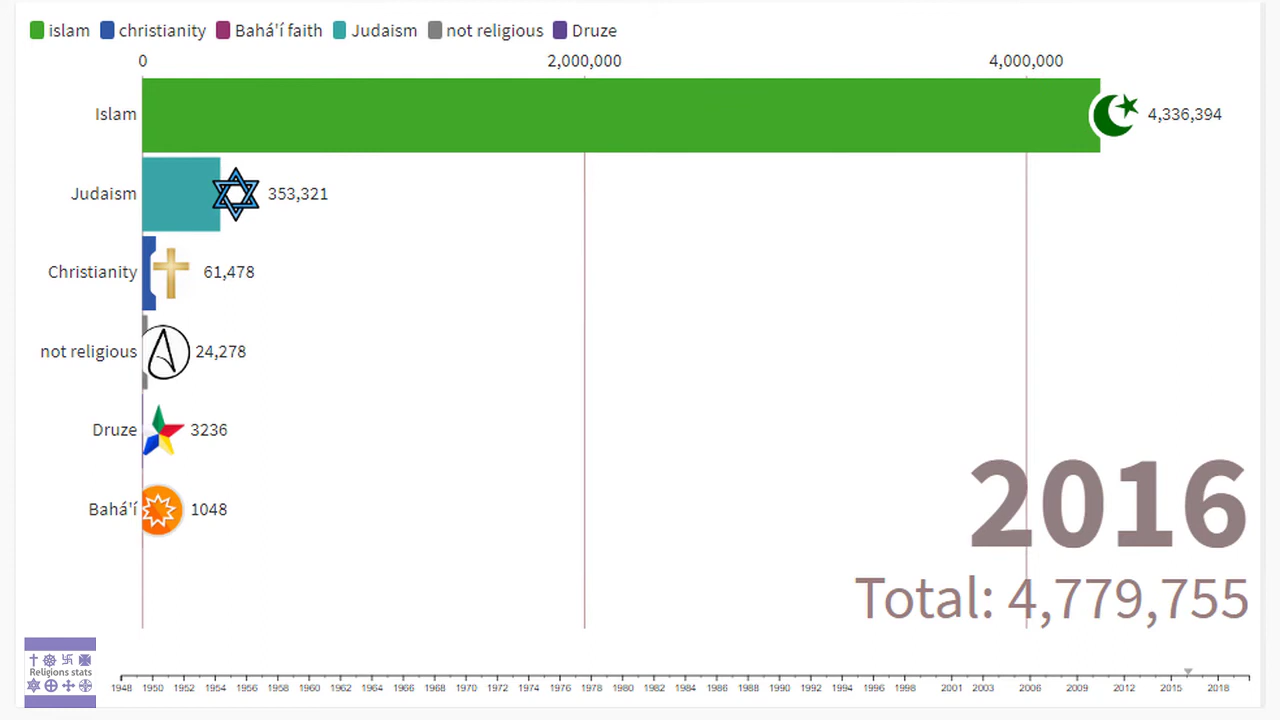 islam christianity Bahá'í faith Judaism not religious Druze
0 2,000,000 4,000,000
Islam 4,336,394
Judaism 353,321
Christianity 61,478
not religious 24,278
Druze 3236
Bahá'í 1048
2016
Total: 4,779,755
Religions stats
1948 1950 1952 1954 1956 1958 1960 1962 1964 1966 1968 1970 1972 1974 1976 1978 1980 1982 1984 1986 1988 1990 1992 1994 1996 1998 2001 2003 2006 2009 2012 2015 2018